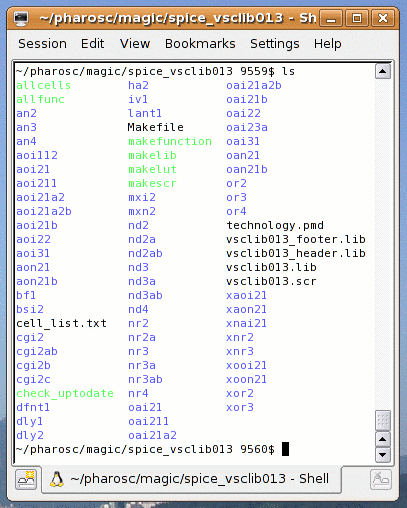 ~/pharosc/magic/spice_vsclib013 - Sh
Session Edit View Bookmarks Settings Help
~/pharosc/magic/spice_vsclib013 9559$ ls
allcells ha2 oai21a2b
allfunc iv1 oai21b
an2 lant1 oai22
an3 Makefile oai23a
an4 makefunction oai31
aoi112 makelib oan21
aoi21 makelut oan21b
aoi211 makescr or2
aoi21a2 mxi2 or3
aoi21a2b mxn2 or4
aoi21b nd2 technology.pmd
aoi22 nd2a vsclib013_footer.lib
aoi31 nd2ab vsclib013_header.lib
aon21 nd3 vsclib013.lib
aon21b nd3a vsclib013.scr
bf1 nd3ab xaoi21
bsi2 nd4 xaon21
cell_list.txt nr2 xnai21
cgi2 nr2a xnr2
cgi2ab nr3 xnr3
cgi2b nr3a xooi21
cgi2c nr3ab xoon21
check_uptodate nr4 xor2
dfnt1 oai21 xor3
dly1 oai211
dly2 oai21a2
~/pharosc/magic/spice_vsclib013 9560$
~/pharosc/magic/spice_vsclib013 - Shell